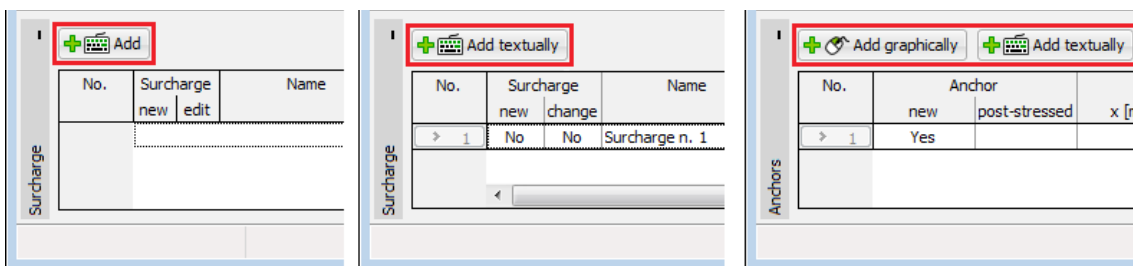 Add
No. Surcharge Name
new edit
Surcharge
Add textually
No. Surcharge Name
new change
> 1 No No Surcharge n. 1
Surcharge
Add graphically Add textually
No. Anchor
new post-stressed x [
> 1 Yes
Anchors